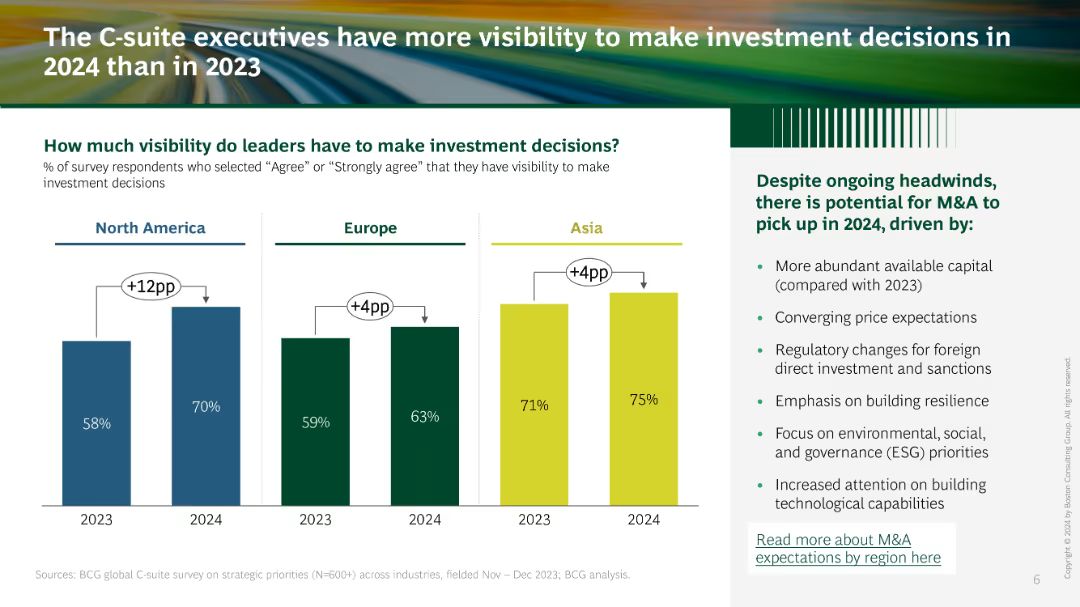 The C-suite executives have more visibility to make investment decisions in
2024 than in 2023
How much visibility do leaders have to make investment decisions?
% of survey respondents who selected “Agree” or “Strongly agree” that they have visibility to make
investment decisions
North America
+12pp
58%
70%
2023
2024
Europe
+4pp
59%
63%
2023
2024
Asia
+4pp
71%
75%
2023
2024
Sources: BCG global C-suite survey on strategic priorities (N=600+) across industries, fielded Nov – Dec 2023; BCG analysis.
Despite ongoing headwinds,
there is potential for M&A to
pick up in 2024, driven by:
• More abundant available capital
(compared with 2023)
• Converging price expectations
• Regulatory changes for foreign
direct investment and sanctions
• Emphasis on building resilience
• Focus on environmental, social,
and governance (ESG) priorities
• Increased attention on building
technological capabilities
Read more about M&A
expectations by region here
6
Copyright © 2024 by Boston Consulting Group. All rights reserved.